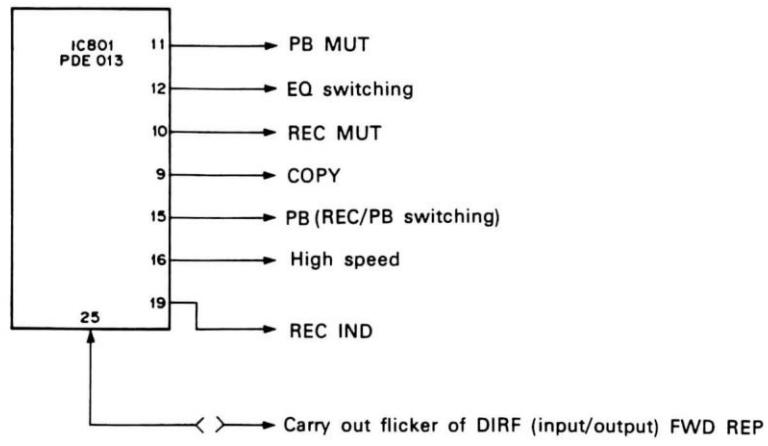 IC801
PDE 013
11 PB MUT
12 EQ switching
10 REC MUT
9 COPY
15 PB (REC/PB switching)
16 High speed
19 REC IND
25
Carry out flicker of DIRF (input/output) FWD REP